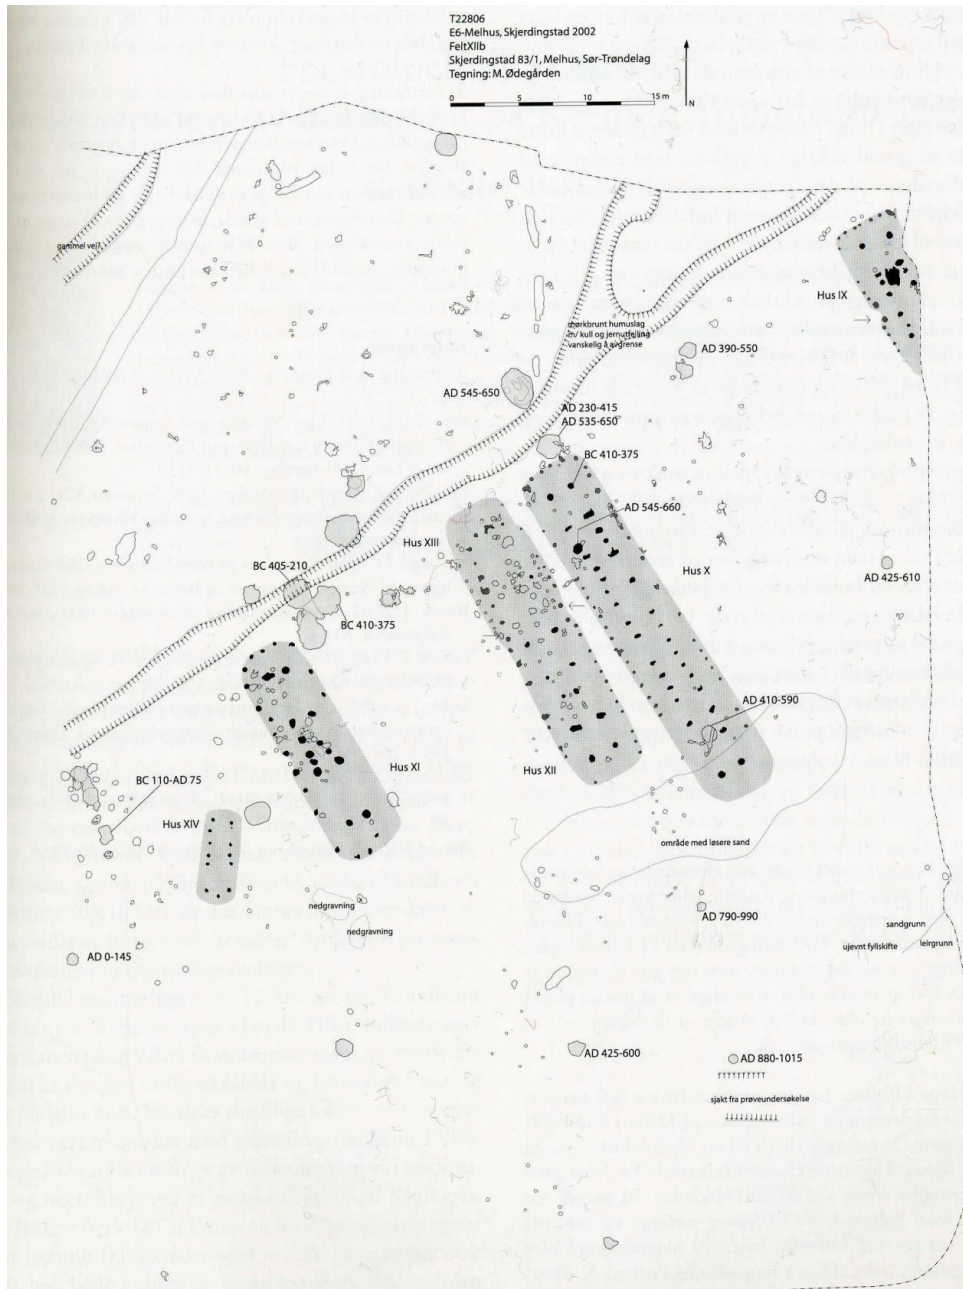 T22806
E6-Melhus, Skjerdingstad 2002
FeltXIIb
Skjerdingstad 83/1, Melhus, Sør-Trøndelag
Tegning: M. Ødegården
0 5 10 15 m
N
gammel vei?
Hus IX
mørkbrunt humuslag
m/ kull og jernutfelling
vanskelig å avgrense
AD 390-550
AD 545-650
AD 230-415
AD 535-650
BC 410-375
AD 545-660
Hus XIII
Hus X
BC 405-210
AD 425-610
BC 410-375
AD 410-590
Hus XI
Hus XII
BC 110-AD 75
Hus XIV
område med løsere sand
nedgravning
nedgravning
AD 790-990
sandgrunn
ujevnt fyllskifte
leirgrunn
AD 0-145
AD 425-600
AD 880-1015
sjakt fra prøveundersøkelse